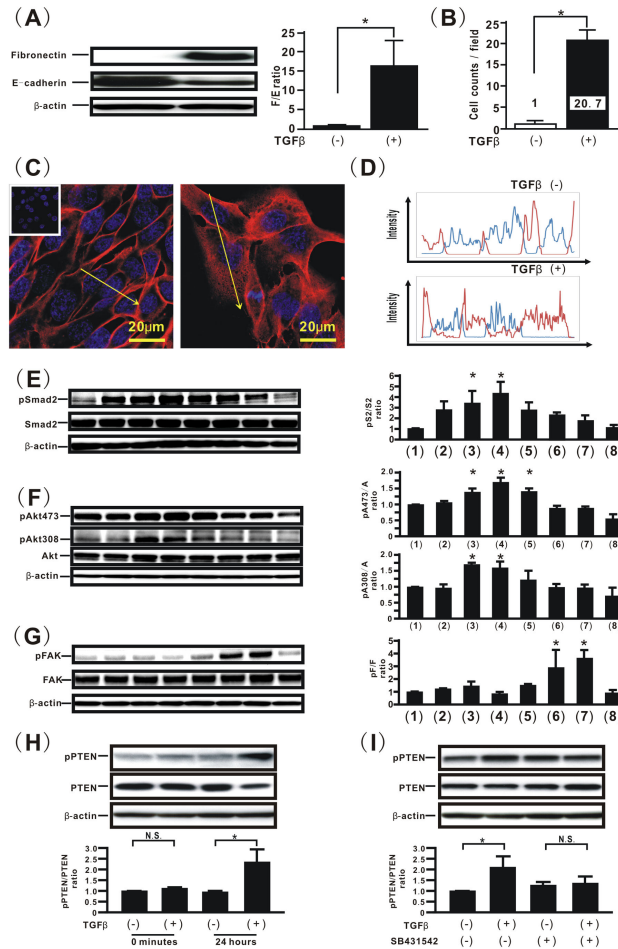 (A)
Fibronectin
E-cadherin
β-actin
F/E ratio
25
20
15
10
5
0
*
TGFβ (-) (+)
(B)
Cell counts / field
25
20
15
10
5
0
*
1
20. 7
TGFβ (-) (+)
(C)
20μm
20μm
(D)
TGFβ (-)
Intensity
TGFβ (+)
Intensity
(E)
pSmad2
Smad2
β-actin
pS2/S2
ratio
6
5
4
3
2
1
0
* *
(1) (2) (3) (4) (5) (6) (7) (8
(F)
pAkt473
pAkt308
Akt
β-actin
pA473/A
ratio
2.0
1.5
1.0
0.5
0
* * *
(1) (2) (3) (4) (5) (6) (7) (8
pA308/A
ratio
2.0
1.5
1.0
0.5
0
* *
(1) (2) (3) (4) (5) (6) (7) (8
(G)
pFAK
FAK
β-actin
pF/F
ratio
5
4
3
2
1
0
* *
(1) (2) (3) (4) (5) (6) (7) (8
(H)
pPTEN
PTEN
β-actin
pPTEN/PTEN
ratio
3.0
2.5
2.0
1.5
1.0
0.5
0
N.S. *
TGFβ (-) (+) (-) (+)
0 minutes 24 hours
(I)
pPTEN
PTEN
β-actin
pPTEN/PTEN
ratio
3.0
2.5
2.0
1.5
1.0
0.5
0
* N.S.
TGFβ (-) (+) (-) (+)
SB431542 (-) (-) (+) (+)